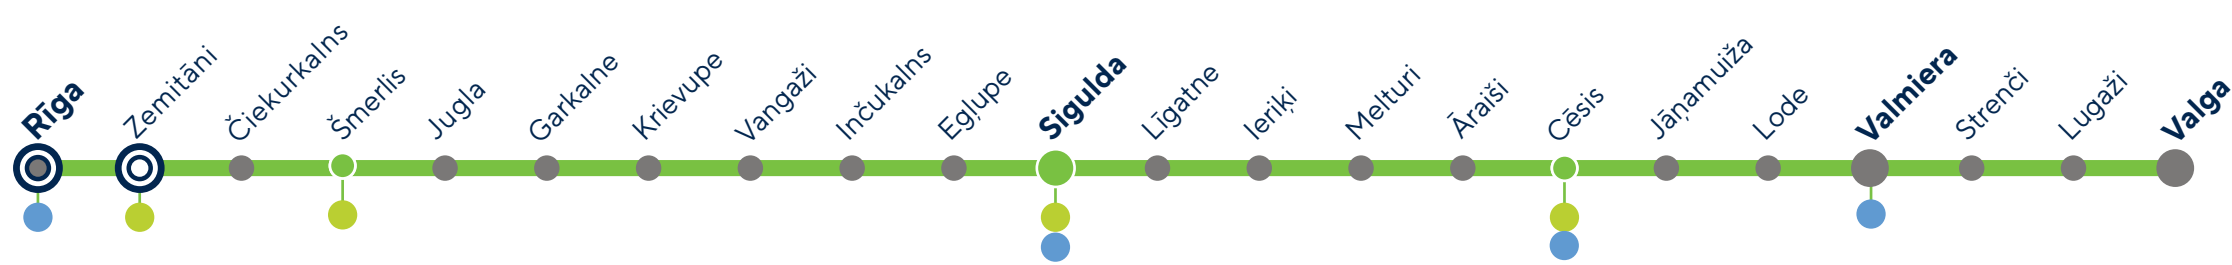 Rīga
Zemitāni
Čiekurkalns
Šmerlis
Jugla
Garkalne
Krievupe
Vangaži
Inčukalns
Egļupe
Sigulda
Līgatne
Ieriķi
Melturi
Āraiši
Cēsis
Jāņamuiža
Lode
Valmiera
Strenči
Lugaži
Valga